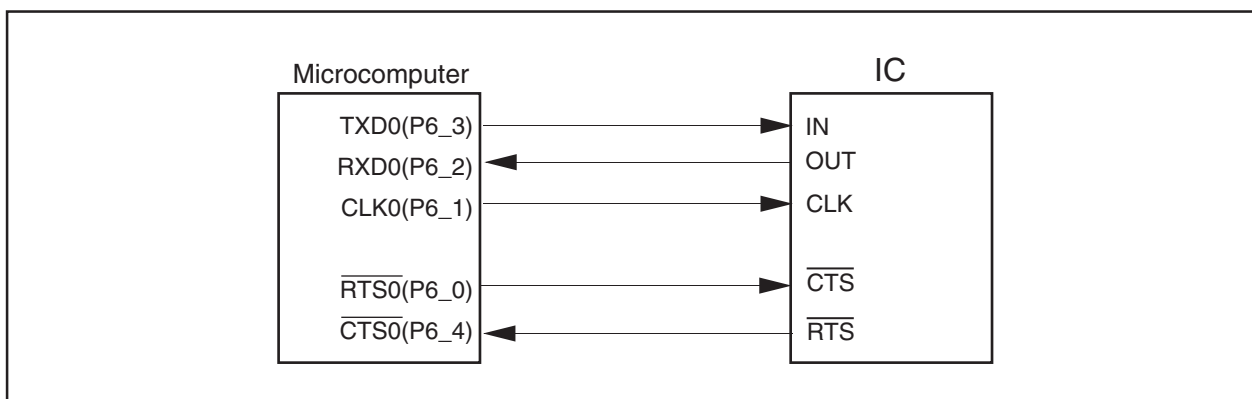 Microcomputer
IC
TXD0(P6_3)
IN
RXD0(P6_2)
OUT
CLK0(P6_1)
CLK
RTS0(P6_0)
CTS
CTS0(P6_4)
RTS